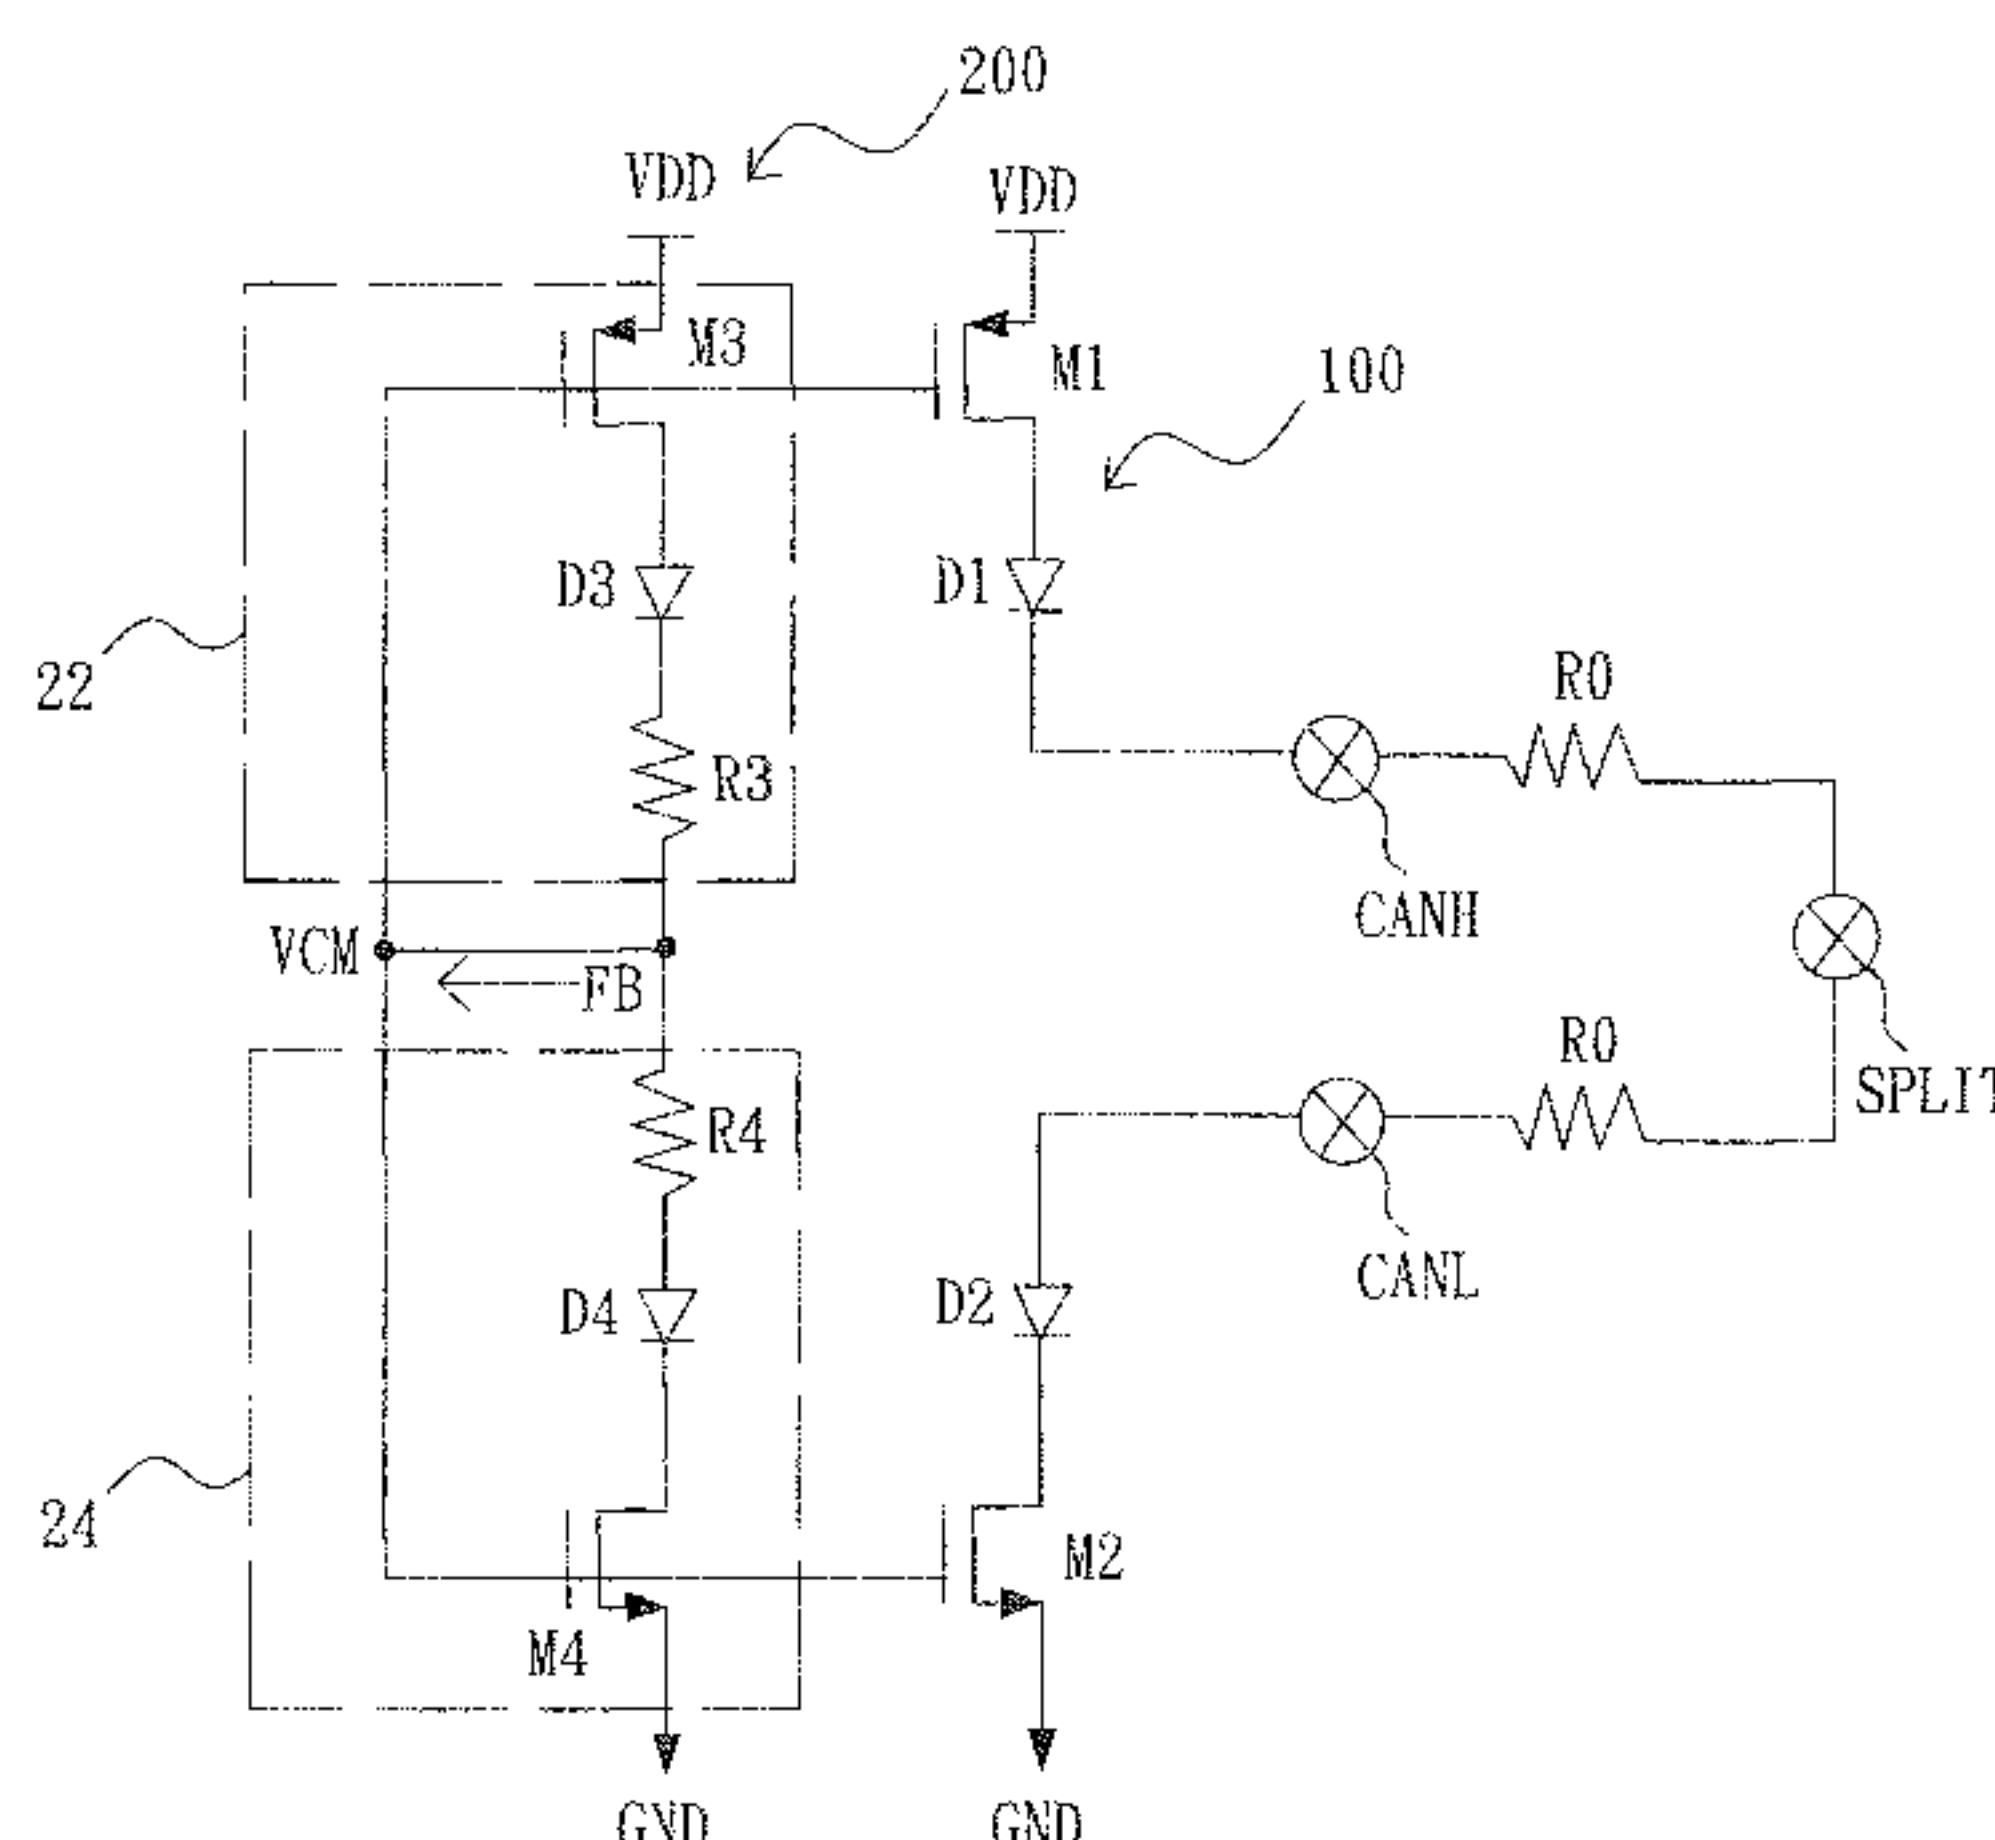 200
VDD
VDD
M3
M1
100
D3
D1
22
R0
R3
CANH
VCM
FB
R0
SPLIT
R4
CANL
D4
D2
24
M2
M4
GND
GND